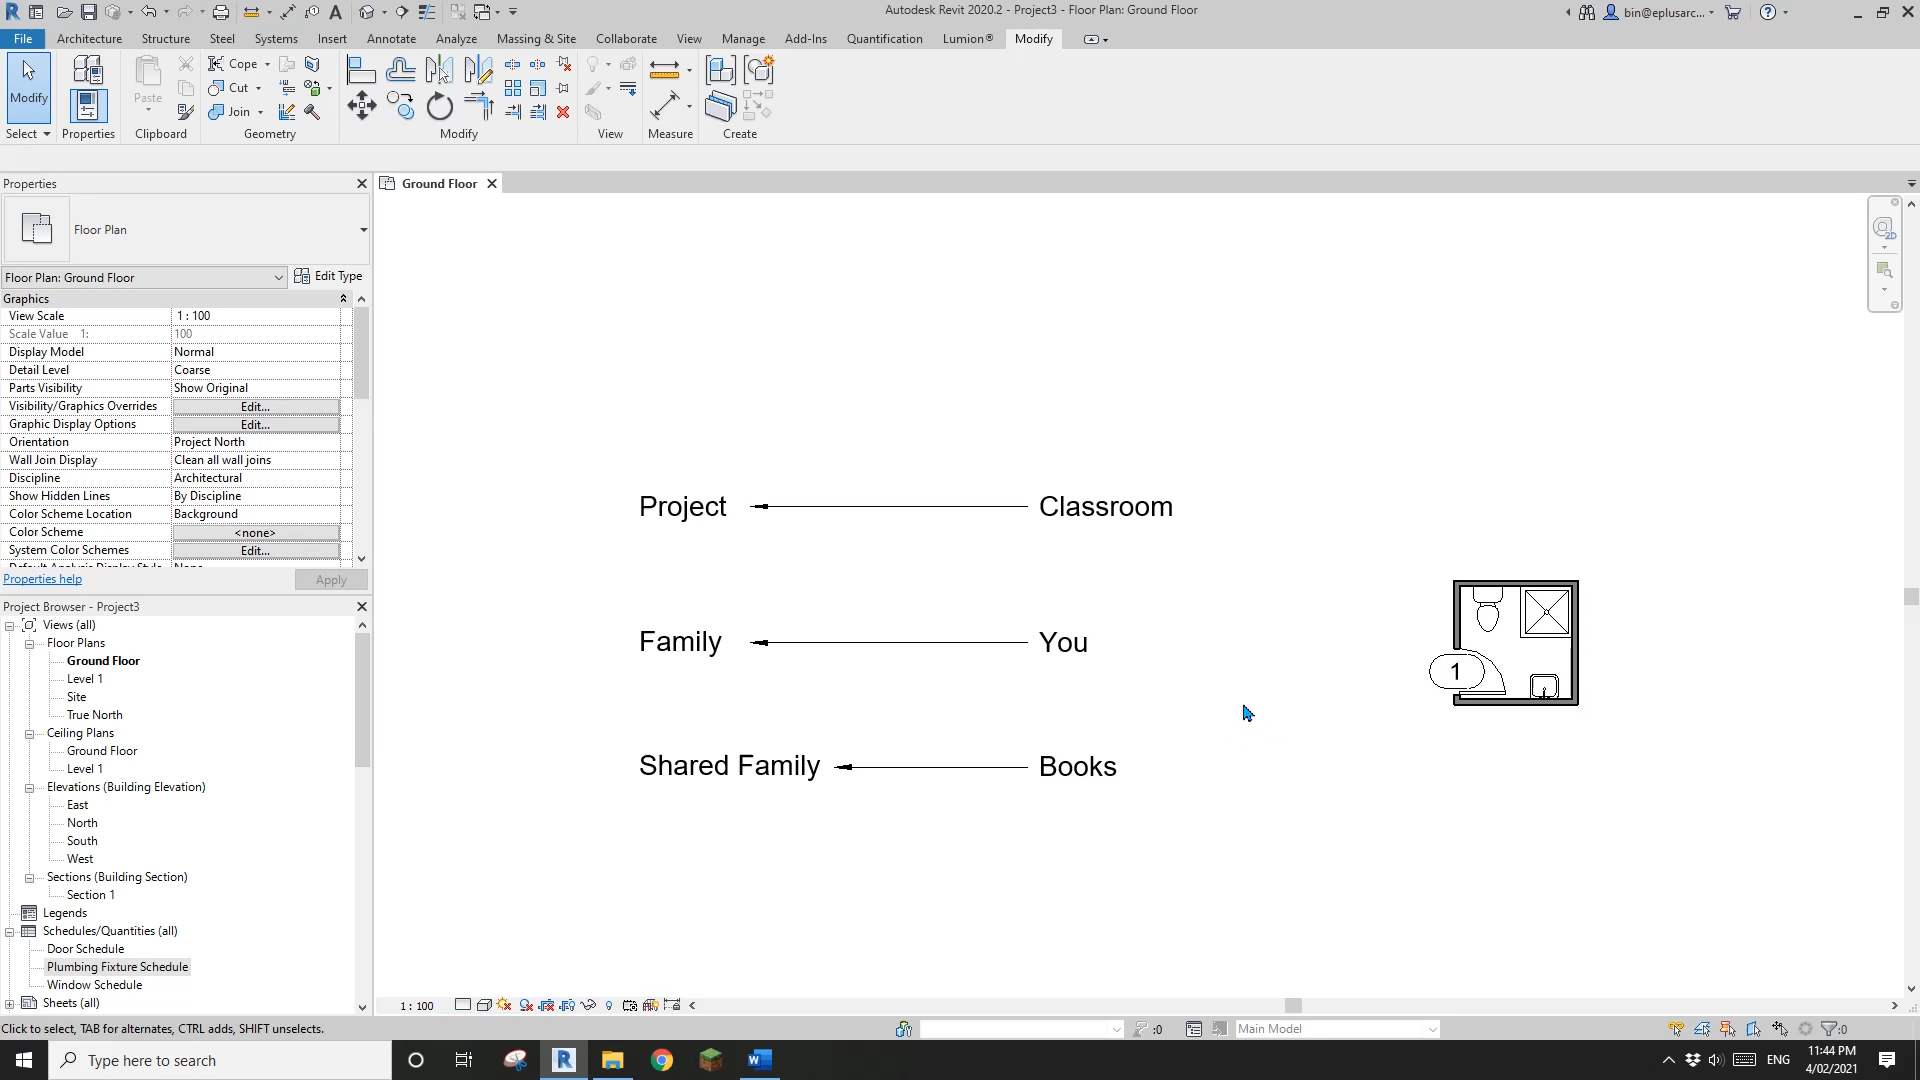 Autodesk Revit 2020.2 - Project3 - Floor Plan: Ground Floor
bin@eplusarc...
File Architecture Structure Steel Systems Insert Annotate Analyze Massing & Site Collaborate View Manage Add-Ins Quantification Lumion® Modify
Modify
Paste
Cope
Cut
Join
Select Properties Clipboard Geometry Modify View Measure Create
Properties
Ground Floor
Floor Plan
Floor Plan: Ground Floor
Edit Type
Graphics
View Scale 1 : 100
Scale Value 1: 100
Display Model Normal
Detail Level Coarse
Parts Visibility Show Original
Visibility/Graphics Overrides Edit...
Graphic Display Options Edit...
Orientation Project North
Wall Join Display Clean all wall joins
Discipline Architectural
Show Hidden Lines By Discipline
Color Scheme Location Background
Color Scheme <none>
System Color Schemes Edit...
Properties help
Apply
Project Browser - Project3
Views (all)
Floor Plans
Ground Floor
Level 1
Site
True North
Ceiling Plans
Ground Floor
Level 1
Elevations (Building Elevation)
East
North
South
West
Sections (Building Section)
Section 1
Legends
Schedules/Quantities (all)
Door Schedule
Plumbing Fixture Schedule
Window Schedule
Sheets (all)
Project Classroom
Family You
1
Shared Family Books
2D
1 : 100
Click to select, TAB for alternates, CTRL adds, SHIFT unselects.
:0
Main Model
:0
Type here to search
ENG
11:44 PM
4/02/2021